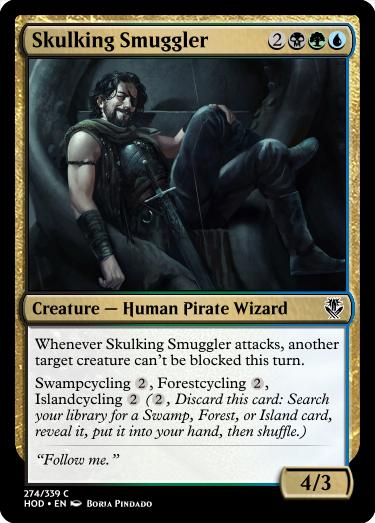 Skulking Smuggler 2BGU
Creature — Human Pirate Wizard
Whenever Skulking Smuggler attacks, another
target creature can't be blocked this turn.
Swampcycling 2, Forestcycling 2,
Islandcycling 2 (2, Discard this card: Search
your library for a Swamp, Forest, or Island card,
reveal it, put it into your hand, then shuffle.)
“Follow me.”
4/3
274/339 C
HOD • EN Borja Pindado